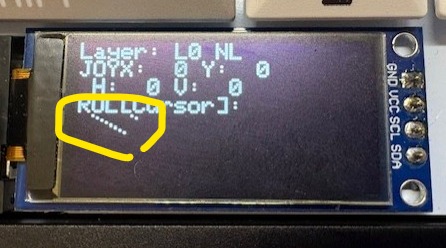 Layer: L0 NL
JOYX: 0 Y: 0
H: 0 V: 0
ROLL[Cursor]:
GND VCC SCL SDA